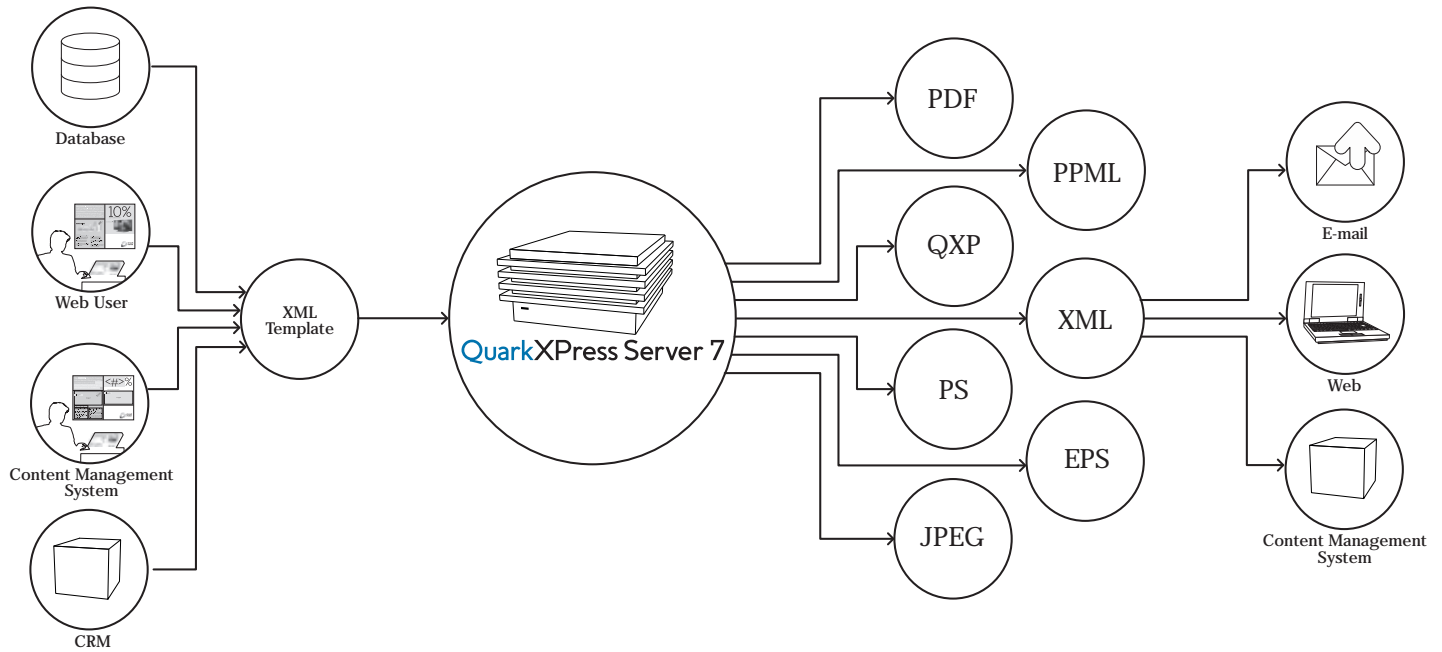 Database
10%
Web User
<#>%
Content Management
System
CRM
XML
Template
QuarkXPress Server 7
PDF
PPML
QXP
XML
PS
EPS
JPEG
E-mail
Web
Content Management
System